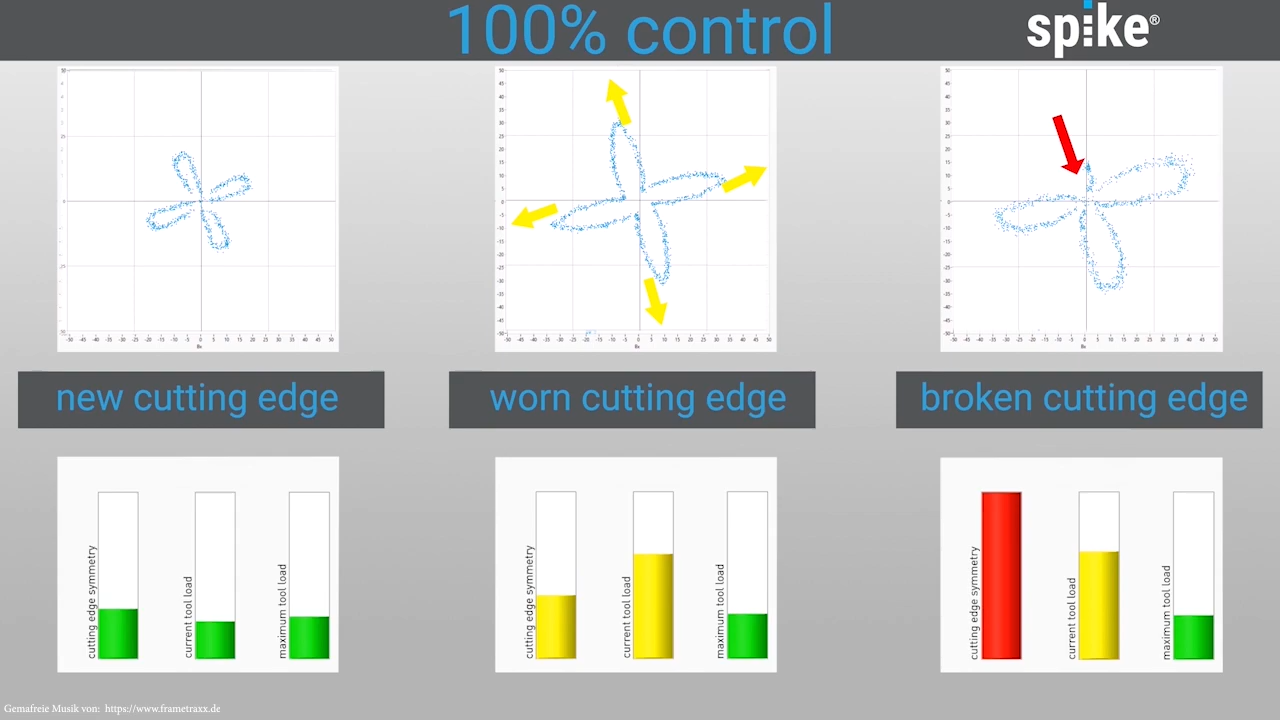 100% control
spike®
new cutting edge
worn cutting edge
broken cutting edge
cutting edge symmetry
current tool load
maximum tool load
cutting edge symmetry
current tool load
maximum tool load
cutting edge symmetry
current tool load
maximum tool load
Gemafreie Musik von: https://www.frametraxx.de